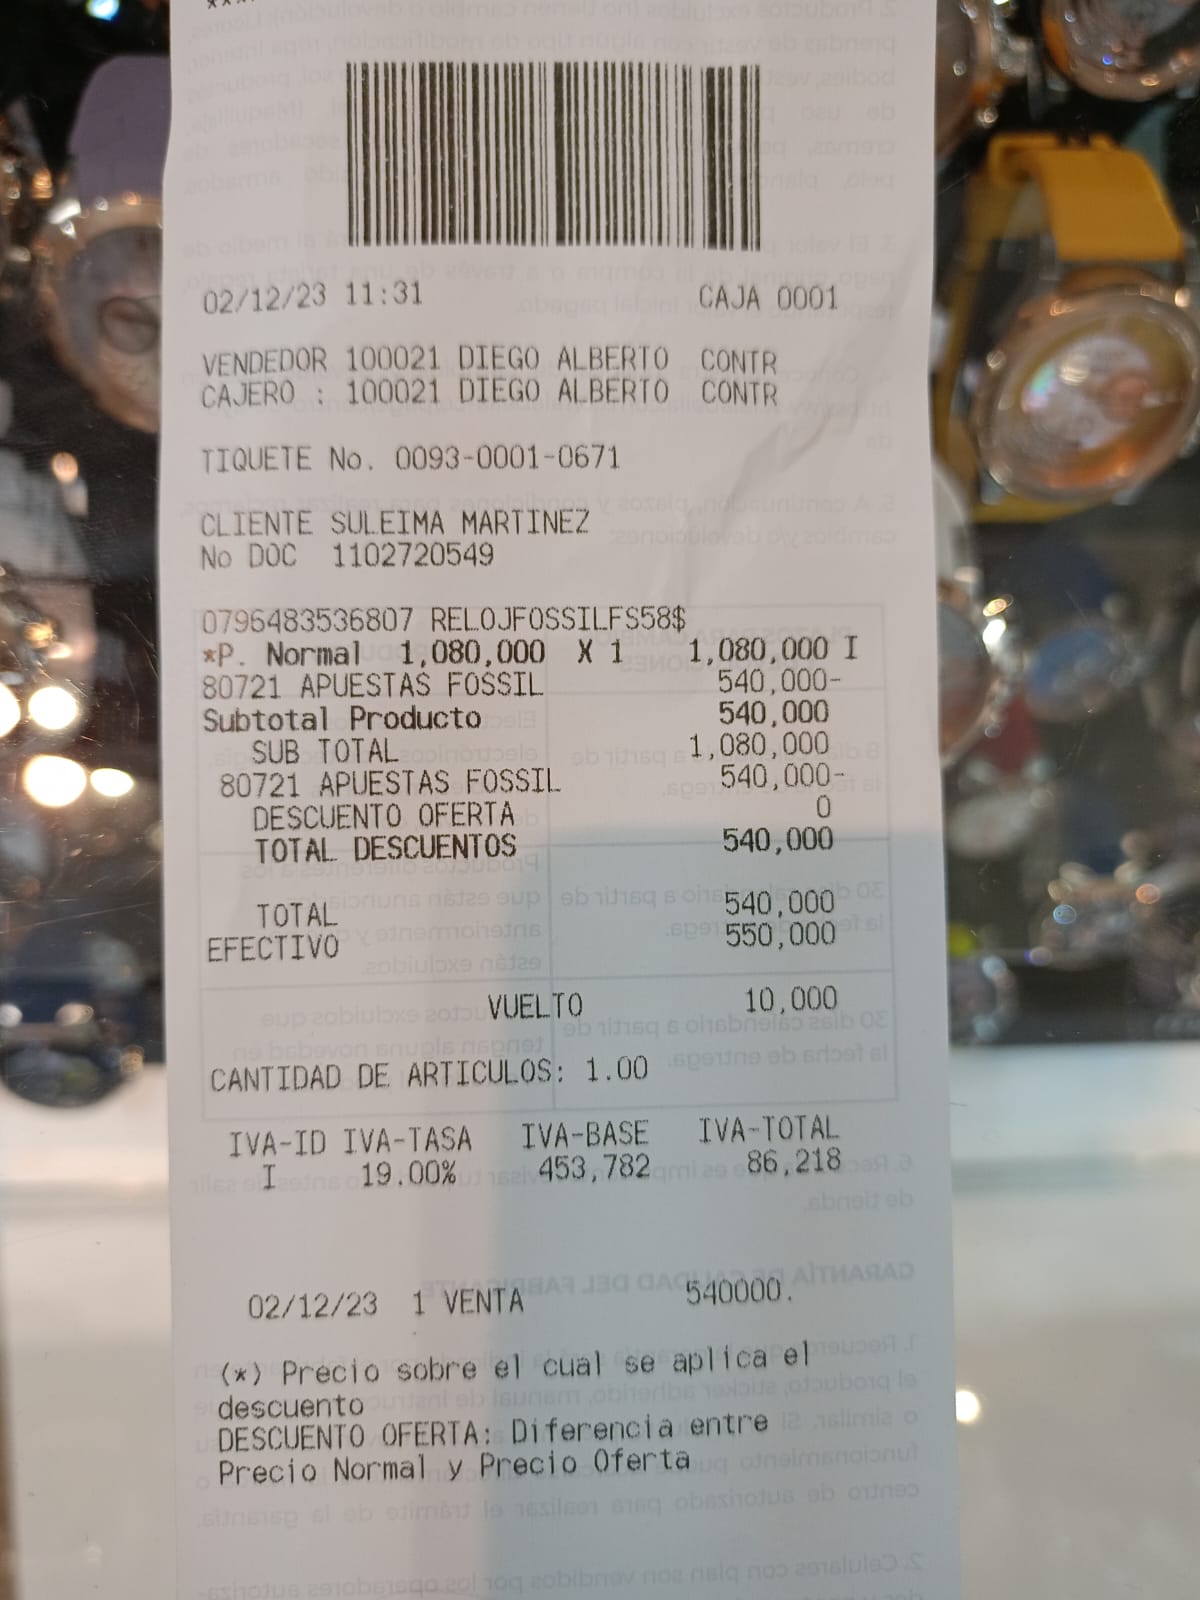 02/12/23 11:31 CAJA 0001
VENDEDOR 100021 DIEGO ALBERTO CONTR
CAJERO : 100021 DIEGO ALBERTO CONTR
TIQUETE No. 0093-0001-0671
CLIENTE SULEIMA MARTINEZ
No DOC 1102720549
0796483536807 RELOJFOSSILFS58$
*P. Normal 1,080,000 X 1 1,080,000 I
80721 APUESTAS FOSSIL 540,000-
Subtotal Producto 540,000
SUB TOTAL 1,080,000
80721 APUESTAS FOSSIL 540,000-
DESCUENTO OFERTA 0
TOTAL DESCUENTOS 540,000
TOTAL 540,000
EFECTIVO 550,000
VUELTO 10,000
CANTIDAD DE ARTICULOS: 1.00
IVA-ID IVA-TASA IVA-BASE IVA-TOTAL
I 19.00% 453,782 86,218
02/12/23 1 VENTA 540000.
(*) Precio sobre el cual se aplica el
descuento
DESCUENTO OFERTA: Diferencia entre
Precio Normal y Precio Oferta